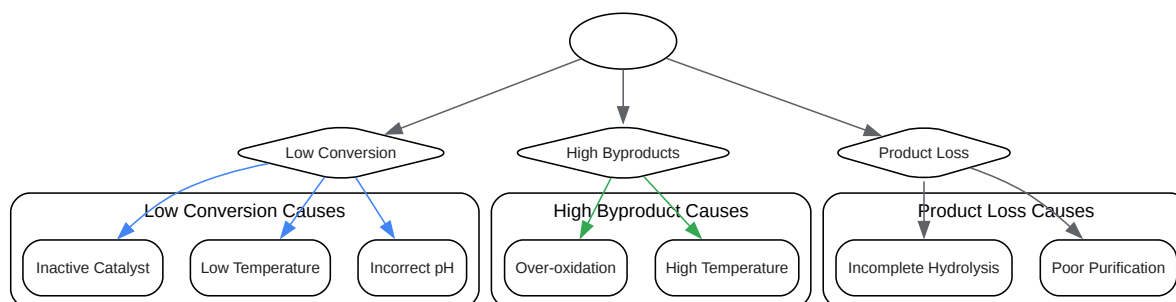 Low Conversion
High Byproducts
Product Loss
Low Conversion Causes
High Byproduct Causes
Product Loss Causes
Inactive Catalyst
Low Temperature
Incorrect pH
Over-oxidation
High Temperature
Incomplete Hydrolysis
Poor Purification